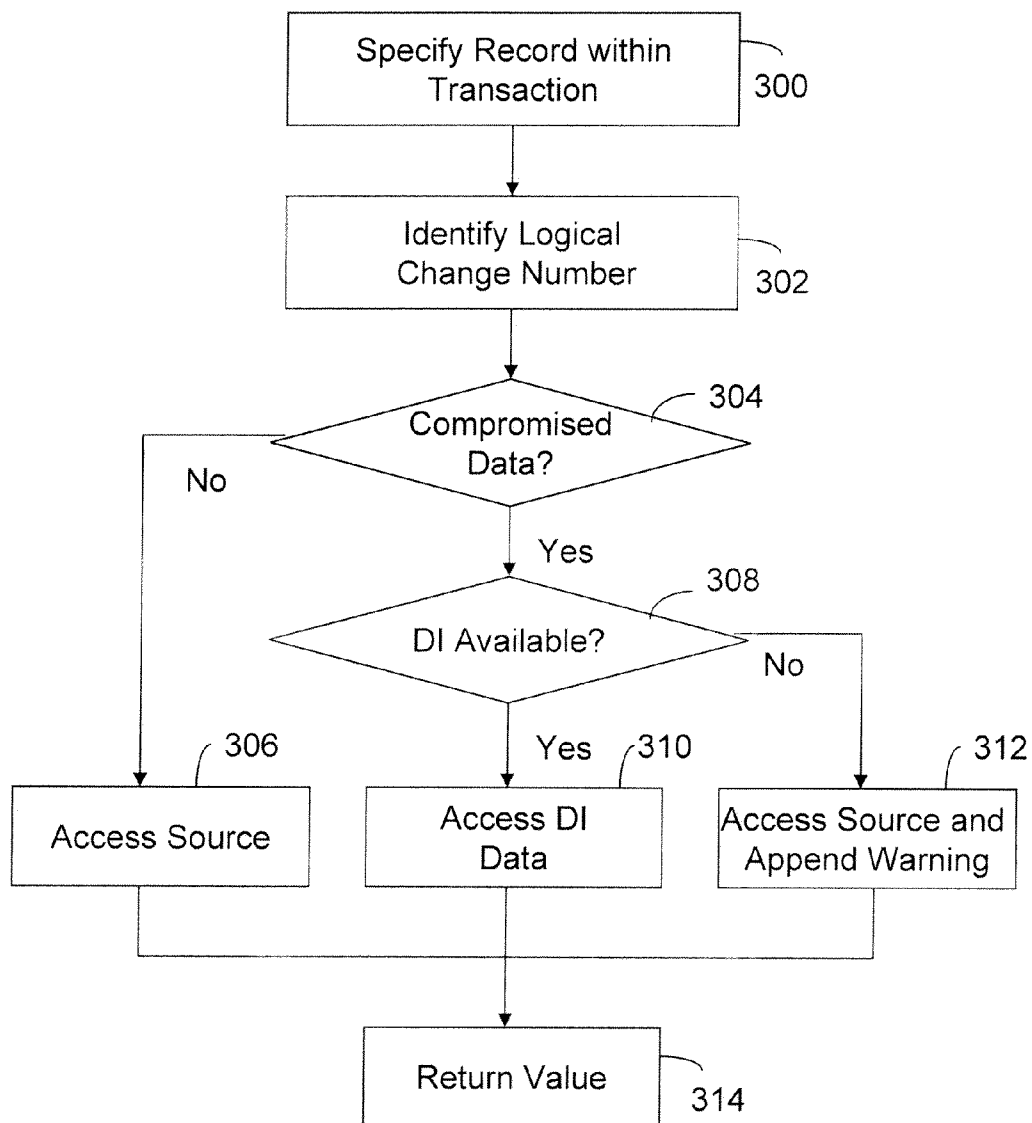 Specify Record within
Transaction
300
Identify Logical
Change Number
302
304
Compromised
Data?
No
Yes
308
DI Available?
No
Yes
306
310
312
Access Source
Access DI
Data
Access Source and
Append Warning
Return Value
314